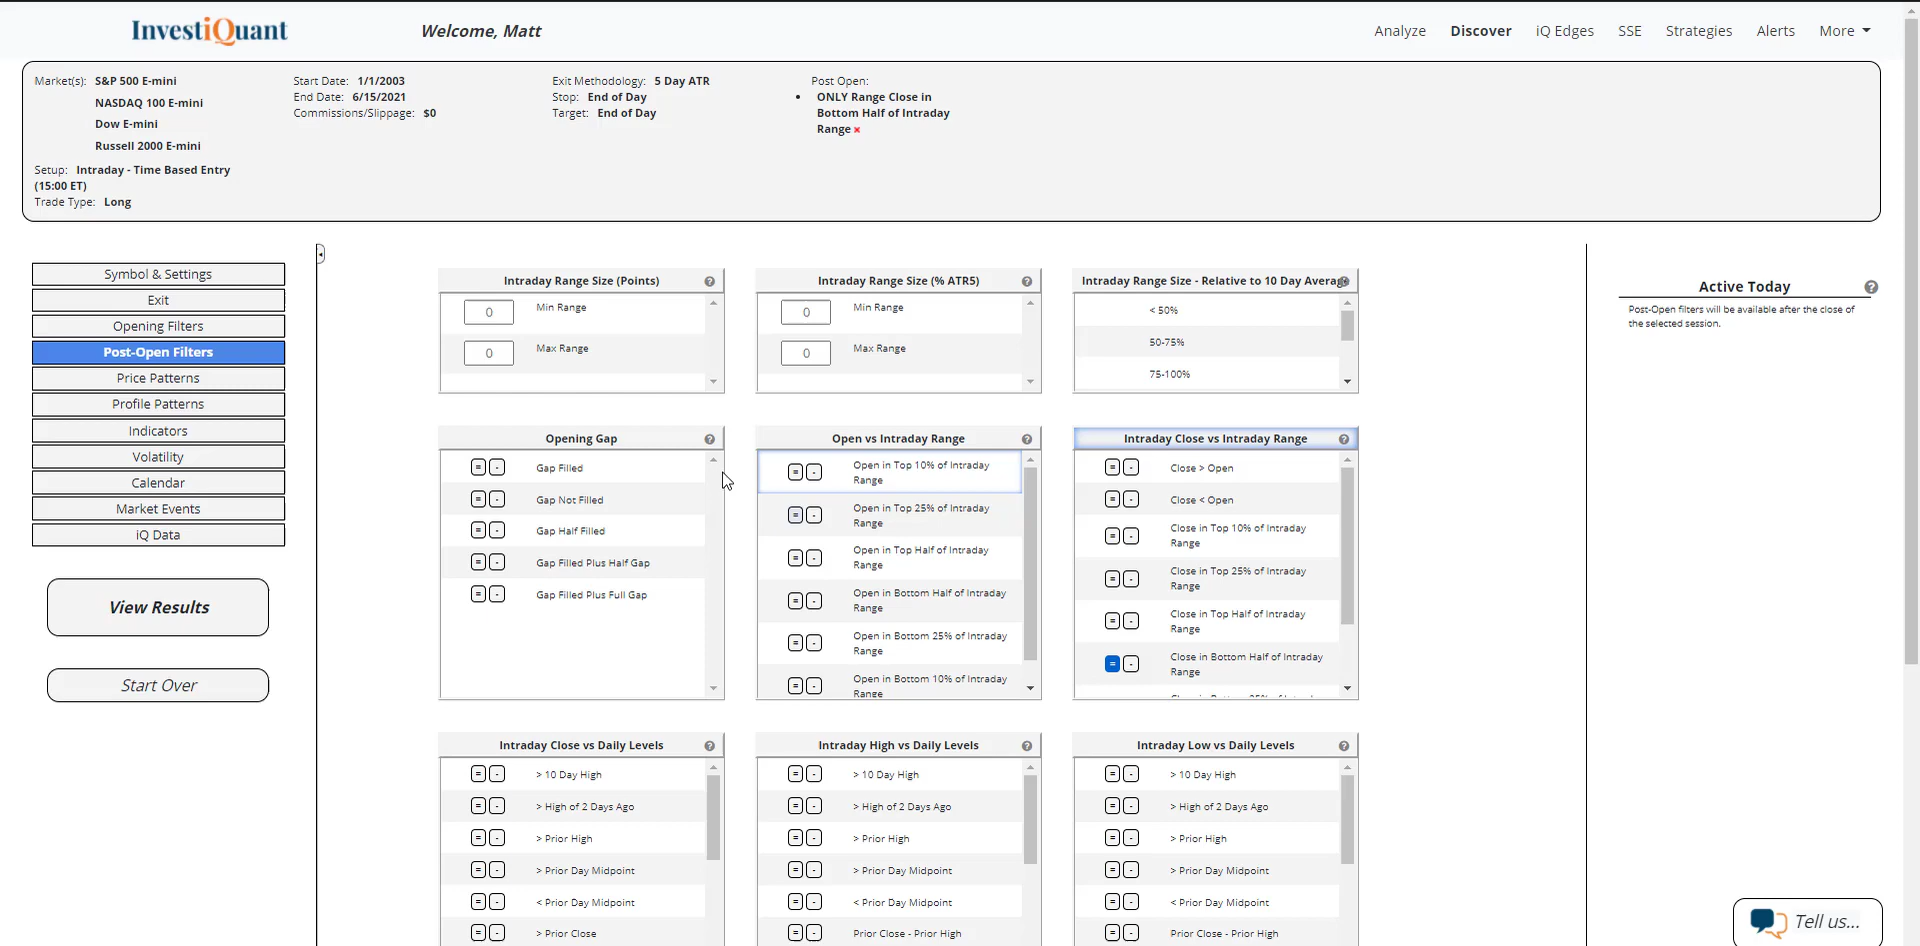 InvestiQuant
Welcome, Matt
Analyze
Discover
iQ Edges
SSE
Strategies
Alerts
More
Market(s): S&P 500 E-mini
NASDAQ 100 E-mini
Dow E-mini
Russell 2000 E-mini
Setup: Intraday - Time Based Entry
(15:00 ET)
Trade Type: Long
Start Date: 1/1/2003
End Date: 6/15/2021
Commissions/Slippage: $0
Exit Methodology: 5 Day ATR
Stop: End of Day
Target: End of Day
Post Open:
• ONLY Range Close in
Bottom Half of Intraday
Range ×
Symbol & Settings
Exit
Opening Filters
Post-Open Filters
Price Patterns
Profile Patterns
Indicators
Volatility
Calendar
Market Events
iQ Data
View Results
Start Over
Intraday Range Size (Points) ?
0 Min Range
0 Max Range
Intraday Range Size (% ATR5) ?
0 Min Range
0 Max Range
Intraday Range Size - Relative to 10 Day Average
< 50%
50-75%
75-100%
Opening Gap ?
= - Gap Filled
= - Gap Not Filled
= - Gap Half Filled
= - Gap Filled Plus Half Gap
= - Gap Filled Plus Full Gap
Open vs Intraday Range ?
= - Open in Top 10% of Intraday
Range
= - Open in Top 25% of Intraday
Range
= - Open in Top Half of Intraday
Range
= - Open in Bottom Half of Intraday
Range
= - Open in Bottom 25% of Intraday
Range
= - Open in Bottom 10% of Intraday
Range
Intraday Close vs Intraday Range ?
= - Close > Open
= - Close < Open
= - Close in Top 10% of Intraday
Range
= - Close in Top 25% of Intraday
Range
= - Close in Top Half of Intraday
Range
= - Close in Bottom Half of Intraday
Range
Intraday Close vs Daily Levels ?
= - > 10 Day High
= - > High of 2 Days Ago
= - > Prior High
= - > Prior Day Midpoint
= - < Prior Day Midpoint
= - > Prior Close
Intraday High vs Daily Levels ?
= - > 10 Day High
= - > High of 2 Days Ago
= - > Prior High
= - > Prior Day Midpoint
= - < Prior Day Midpoint
= - Prior Close - Prior High
Intraday Low vs Daily Levels ?
= - > 10 Day High
= - > High of 2 Days Ago
= - > Prior High
= - > Prior Day Midpoint
= - < Prior Day Midpoint
= - Prior Close - Prior High
Active Today ?
Post-Open filters will be available after the close of
the selected session.
Tell us...